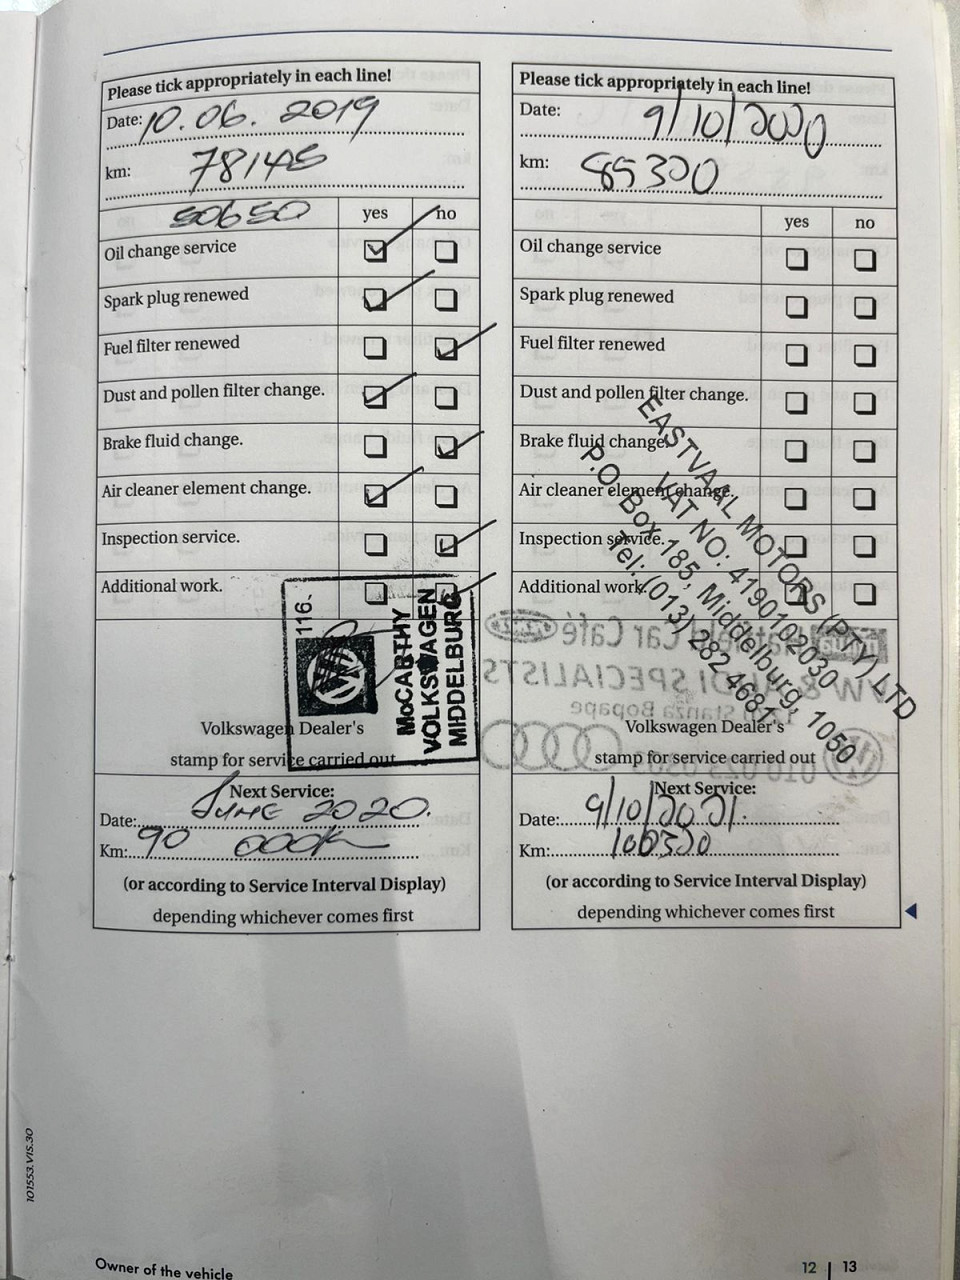 Please tick appropriately in each line!
Date: 10.06. 2019
km: 78145
50650 yes no
Oil change service
Spark plug renewed
Fuel filter renewed
Dust and pollen filter change.
Brake fluid change.
Air cleaner element change.
Inspection service.
Additional work.
116-
McCARTHY
VOLKSWAGEN
MIDDELBURG
Volkswagen Dealer's
stamp for service carried out
Next Service:
Date: June 2020.
Km: 90 000k
(or according to Service Interval Display)
depending whichever comes first
Please tick appropriately in each line!
Date: 9/10/2020
km: 85300
yes no
Oil change service
Spark plug renewed
Fuel filter renewed
Dust and pollen filter change.
Brake fluid change.
Air cleaner element change.
Inspection service.
Additional work.
EASTVAAL MOTORS (PTY) LTD
VAT NO: 4190102030
P.O. Box 185, Middelburg, 1050
Tel: (013) 282 4681
Volkswagen Dealer's
stamp for service carried out
Next Service:
Date: 9/10/2021.
Km: 100300
(or according to Service Interval Display)
depending whichever comes first
101553.VIS.30
Owner of the vehicle
12 | 13